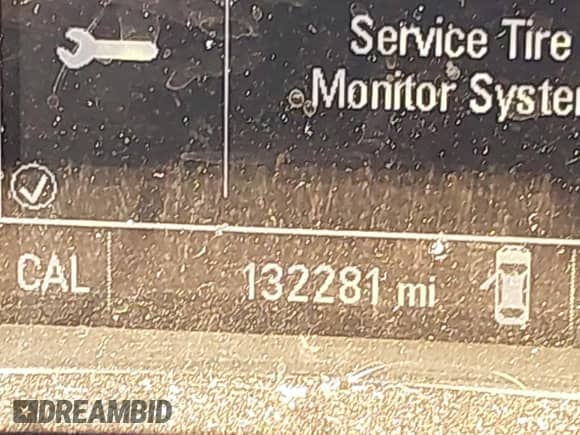 Service Tire
Monitor Syste
CAL
132281 mi
DREAMBID